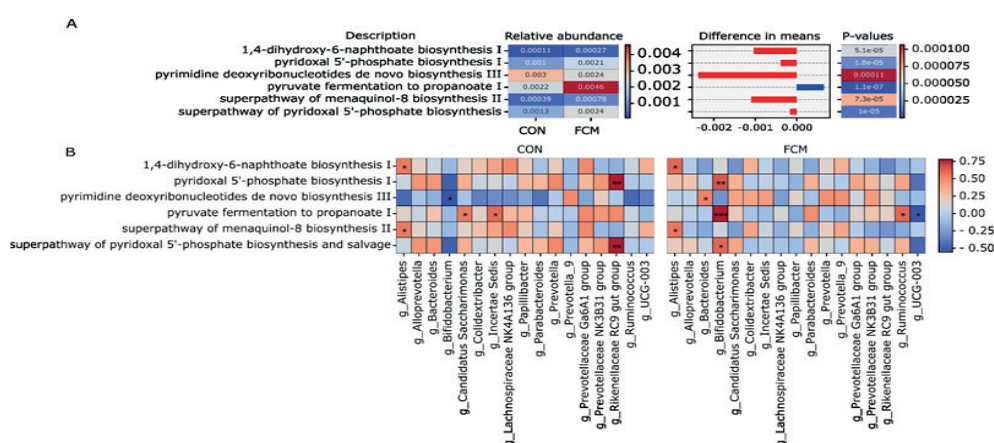 A
Description Relative abundance Difference in means P-values
1,4-dihydroxy-6-naphthoate biosynthesis I 0.00011 0.00027 5.1e-05
pyridoxal 5'-phosphate biosynthesis I 0.001 0.0021 1.8e-05
pyrimidine deoxyribonucleotides de novo biosynthesis III 0.003 0.0024 0.00011
pyruvate fermentation to propanoate I 0.0022 0.0046 1.1e-07
superpathway of menaquinol-8 biosynthesis II 0.00039 0.00078 7.3e-05
superpathway of pyridoxal 5'-phosphate biosynthesis 0.0013 0.0024 1e-05
CON FCM
0.004
0.003
0.002
0.001
-0.002 -0.001 0.000
0.000100
0.000075
0.000050
0.000025
B
CON FCM
1,4-dihydroxy-6-naphthoate biosynthesis I * *
pyridoxal 5'-phosphate biosynthesis I ** **
pyrimidine deoxyribonucleotides de novo biosynthesis III * *
pyruvate fermentation to propanoate I * * *** * *
superpathway of menaquinol-8 biosynthesis II * *
superpathway of pyridoxal 5'-phosphate biosynthesis and salvage ** *
0.75
0.50
0.25
0.00
-0.25
-0.50
g_Alistipes
g_Alloprevotella
g_Bacteroides
g_Bifidobacterium
g_Candidatus Saccharimonas
g_Colidextribacter
g_Incertae Sedis
g_Lachnospiraceae NK4A136 group
g_Papillibacter
g_Parabacteroides
g_Prevotella
g_Prevotella_9
g_Prevotellaceae Ga6A1 group
g_Prevotellaceae NK3B31 group
g_Rikenellaceae RC9 gut group
g_Ruminococcus
g_UCG-003
g_Alistipes
g_Alloprevotella
g_Bacteroides
g_Bifidobacterium
g_Candidatus Saccharimonas
g_Colidextribacter
g_Incertae Sedis
g_Lachnospiraceae NK4A136 group
g_Papillibacter
g_Parabacteroides
g_Prevotella
g_Prevotella_9
g_Prevotellaceae Ga6A1 group
g_Prevotellaceae NK3B31 group
g_Rikenellaceae RC9 gut group
g_Ruminococcus
g_UCG-003